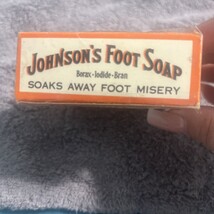 JOHNSON'S FOOT SOAP
Borax-Iodide-Bran
SOAKS AWAY FOOT MISERY